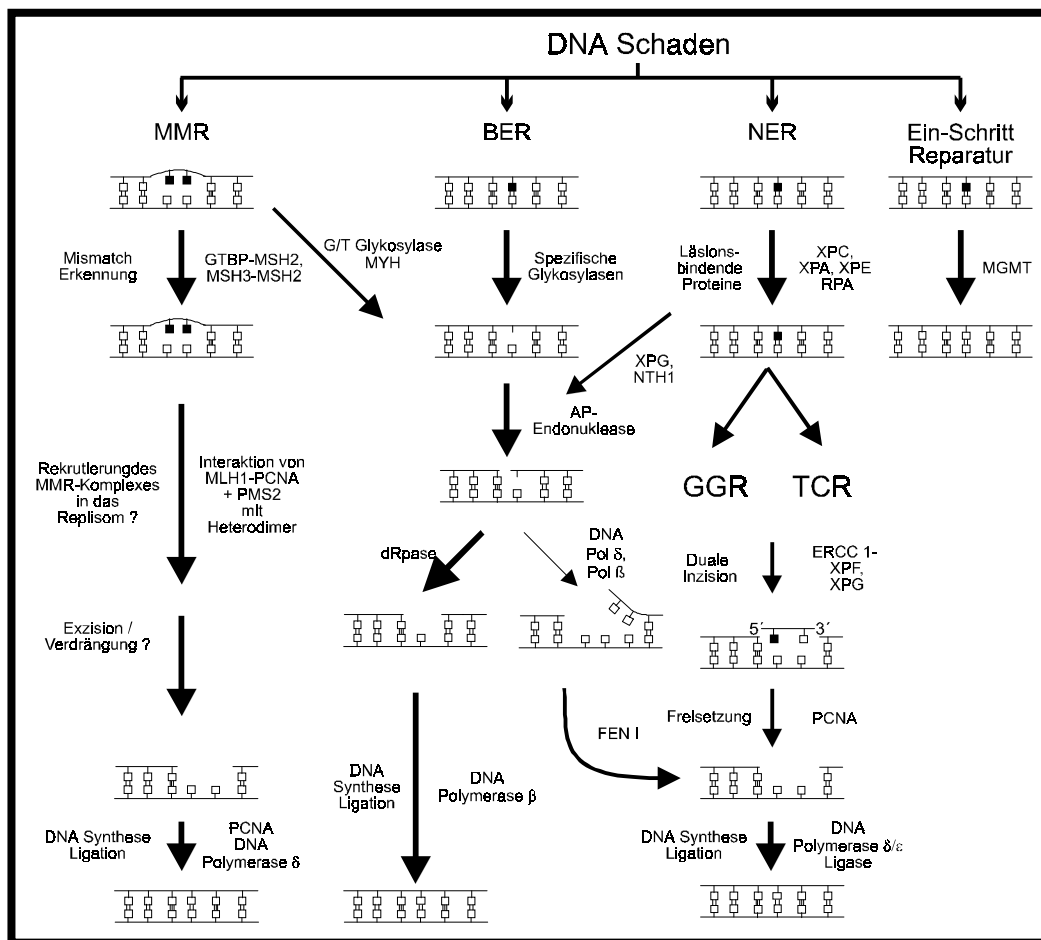 DNA Schaden
MMR
BER
NER
Ein-Schritt
Reparatur
Mismatch
Erkennung
GTBP-MSH2,
MSH3-MSH2
G/T Glykosylase
MYH
Spezifische
Glykosylasen
Läsions-
bindende
Proteine
XPC,
XPA, XPE
RPA
MGMT
XPG,
NTH1
AP-
Endonuklease
Rekrutierungdes
MMR-Komplexes
in das
Replisom ?
Interaktion von
MLH1-PCNA
+ PMS2
mit
Heterodimer
GGR
TCR
dRpase
DNA
Pol δ,
Pol ß
Duale
Inzision
ERCC 1-
XPF,
XPG
Exzision /
Verdrängung ?
5´
3´
FEN I
Freisetzung
PCNA
DNA
Synthese
Ligation
DNA
Polymerase β
DNA Synthese
Ligation
PCNA
DNA
Polymerase δ
DNA Synthese
Ligation
DNA
Polymerase δ/ε
Ligase